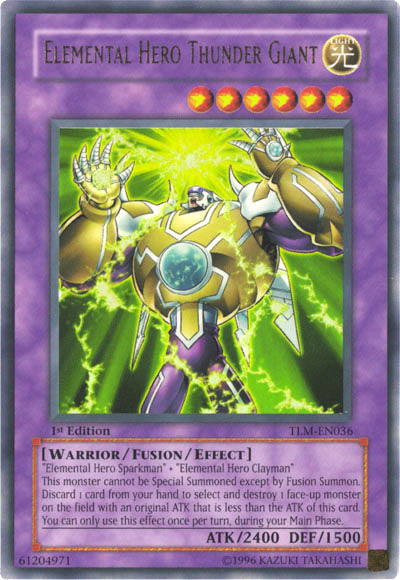 ELEMENTAL HERO THUNDER GIANT
LIGHT
光
1st Edition
TLM-EN036
[WARRIOR/FUSION/EFFECT]
"Elemental Hero Sparkman" + "Elemental Hero Clayman"
This monster cannot be Special Summoned except by Fusion Summon.
Discard 1 card from your hand to select and destroy 1 face-up monster
on the field with an original ATK that is less than the ATK of this card.
You can only use this effect once per turn, during your Main Phase.
ATK/2400 DEF/1500
61204971
©1996 KAZUKI TAKAHASHI